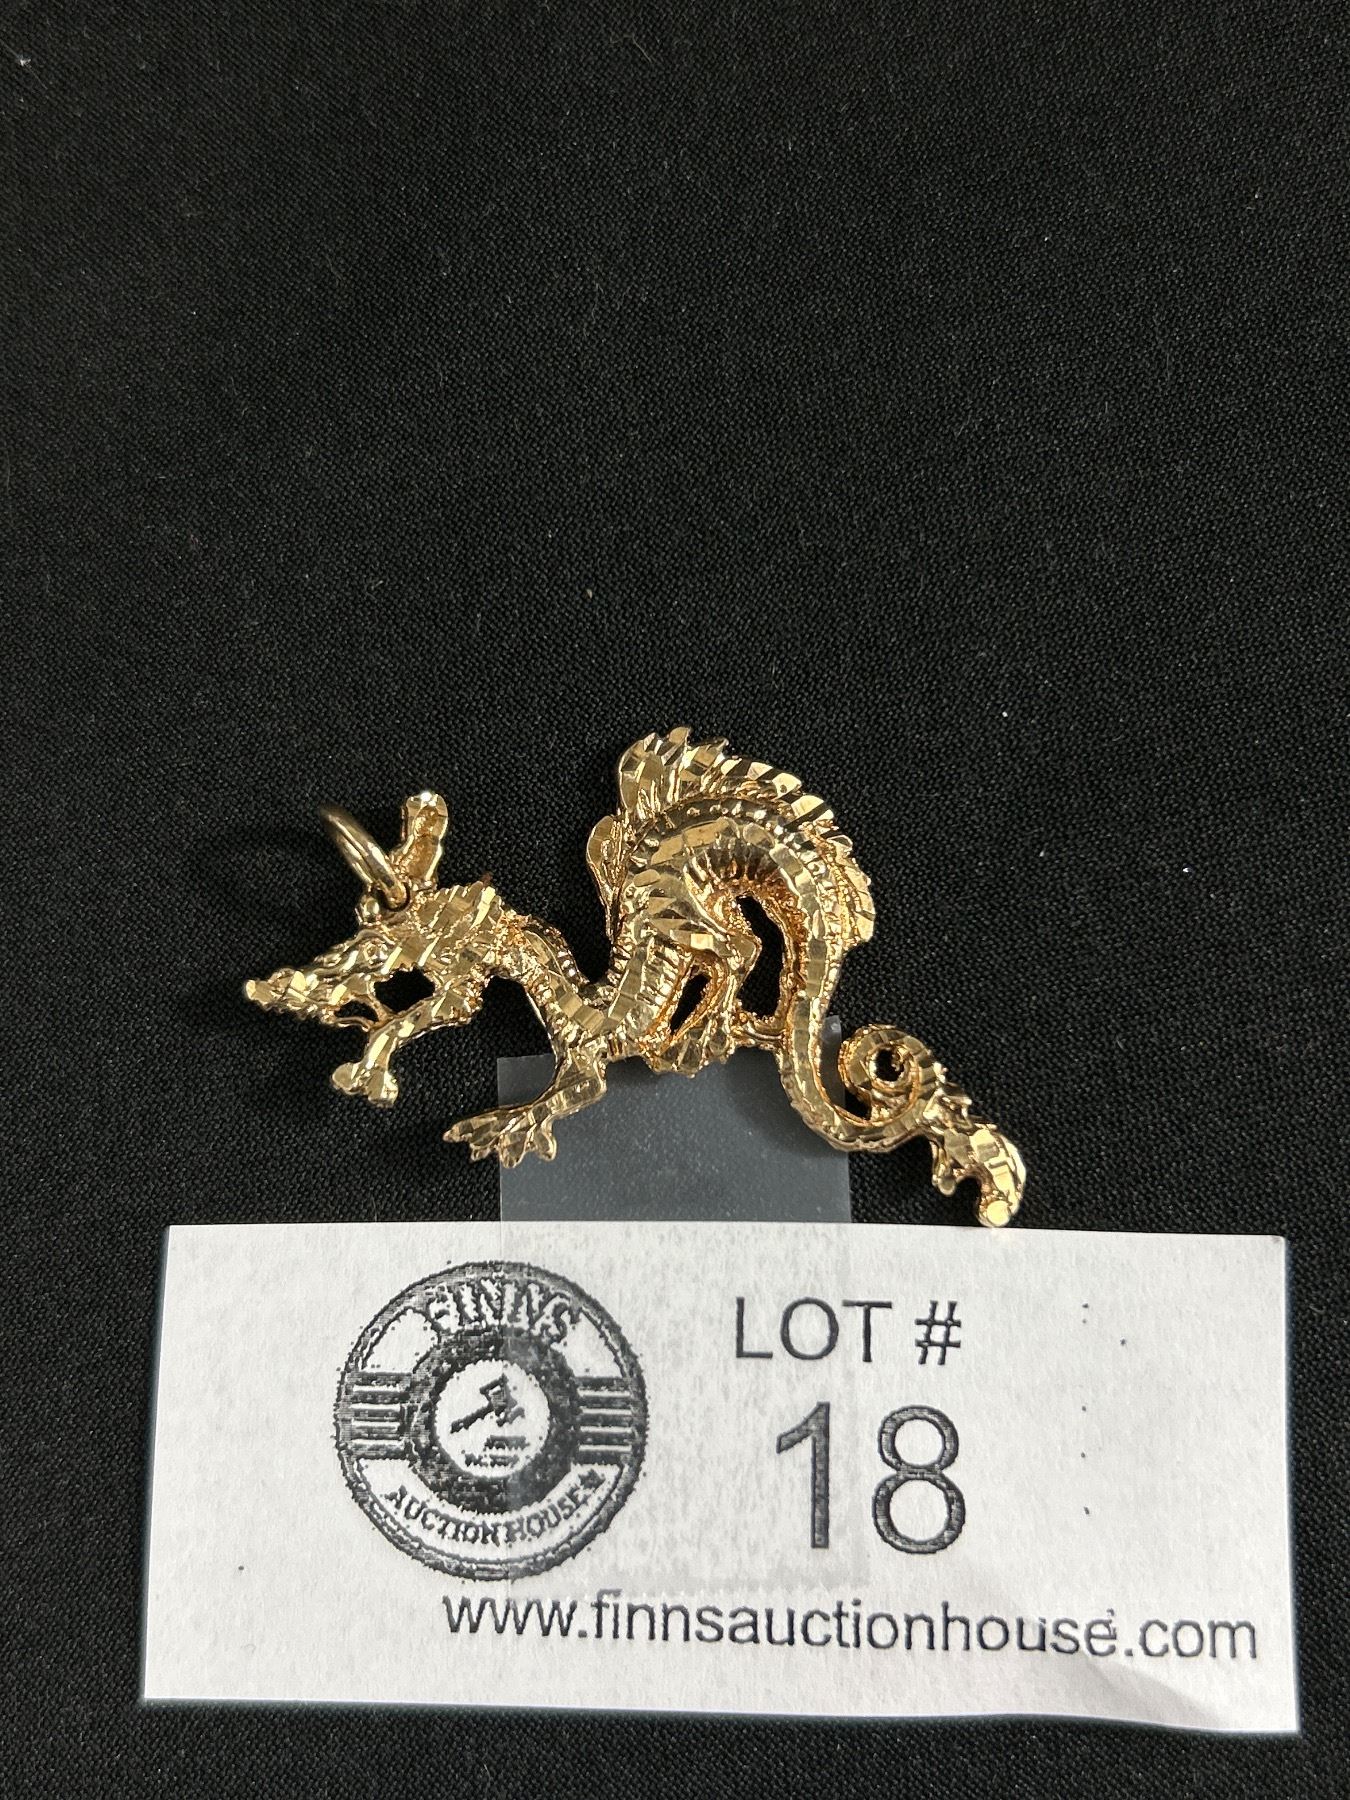 FINNS
AUCTION HOUSE
LOT #
18
www.finnsauctionhouse.com